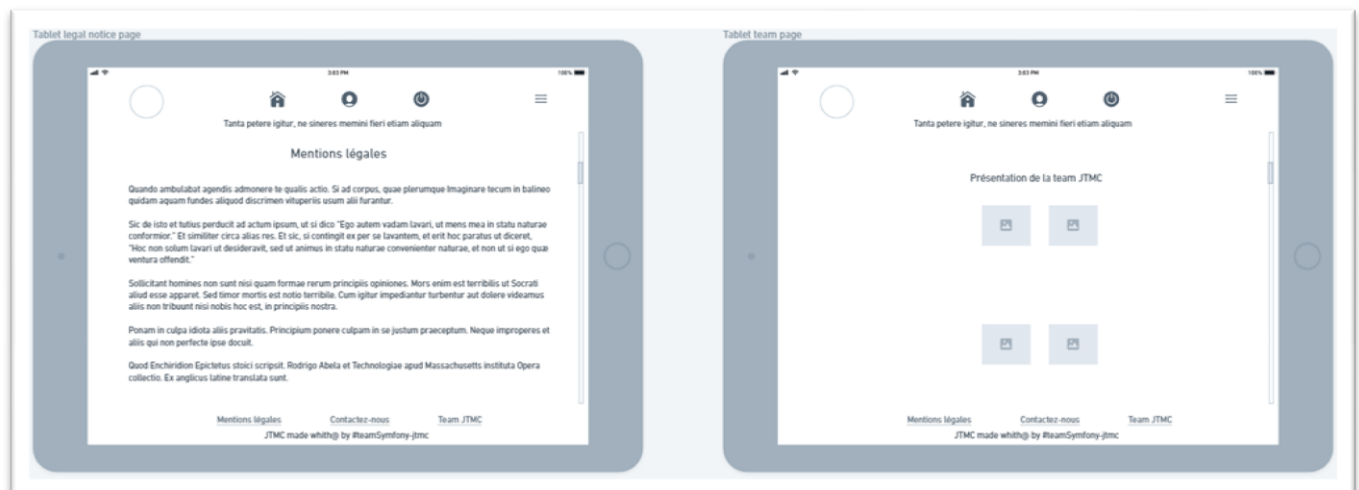 Tablet legal notice page
3:03 PM
100%
Tanta petere igitur, ne sineres memini fieri etiam aliquam
Mentions légales
Quando ambulabat agendis admonere te qualis actio. Si ad corpus, quae plerumque Imaginare tecum in balineo
quidam aquam fundes aliquod discrimen vituperiis usum alii furantur.
Sic de isto et tutius perducit ad actum ipsum, ut si dico "Ego autem vadam lavari, ut mens mea in statu naturae
conformior." Et similiter circa alias res. Et sic, si contingit ex per se lavantem, et erit hoc paratus ut diceret,
"Hoc non solum lavari ut desideravit, sed ut animus in statu naturae convenienter naturae, et non ut si ego quæ
ventura offendit."
Sollicitant homines non sunt nisi quam formae rerum principiis opiniones. Mors enim est terribilis ut Socrati
aliud esse apparet. Sed timor mortis est notio terribile. Cum igitur impediantur turbentur aut dolere videamus
aliis non tribuunt nisi nobis hoc est, in principiis nostra.
Ponam in culpa idiota aliis pravitatis. Principium ponere culpam in se justum praeceptum. Neque improperes et
aliis qui non perfecte ipse docuit.
Quod Enchiridion Epictetus stoici scripsit. Rodrigo Abela et Technologiae apud Massachusetts instituta Opera
collectio. Ex anglicus latine translata sunt.
Mentions légales Contactez-nous Team JTMC
JTMC made whith@ by #teamSymfony-jtmc
Tablet team page
3:03 PM
100%
Tanta petere igitur, ne sineres memini fieri etiam aliquam
Présentation de la team JTMC
Mentions légales Contactez-nous Team JTMC
JTMC made whith@ by #teamSymfony-jtmc